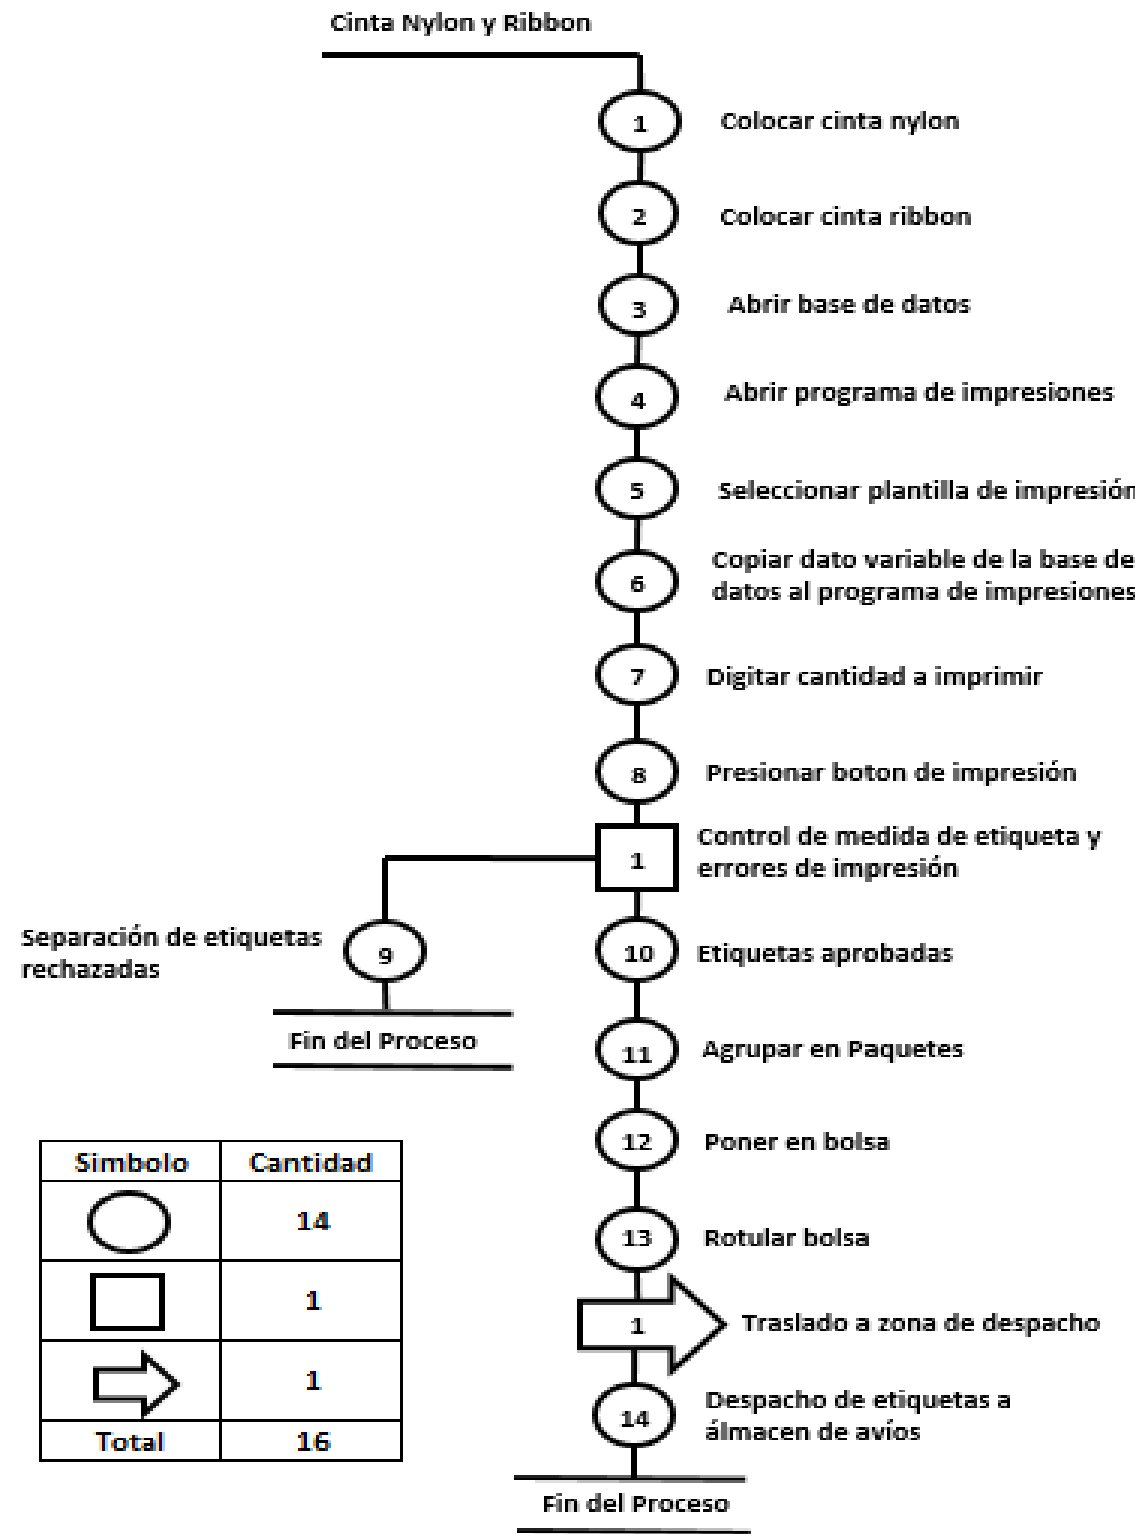 Cinta Nylon y Ribbon
1 Colocar cinta nylon
2 Colocar cinta ribbon
3 Abrir base de datos
4 Abrir programa de impresiones
5 Seleccionar plantilla de impresión
6 Copiar dato variable de la base de
datos al programa de impresiones
7 Digitar cantidad a imprimir
8 Presionar boton de impresión
1 Control de medida de etiqueta y
errores de impresión
Separación de etiquetas
rechazadas
9
Fin del Proceso
10 Etiquetas aprobadas
11 Agrupar en Paquetes
12 Poner en bolsa
13 Rotular bolsa
1 Traslado a zona de despacho
14 Despacho de etiquetas a
álmacen de avíos
Fin del Proceso
Simbolo Cantidad
14
1
1
Total 16